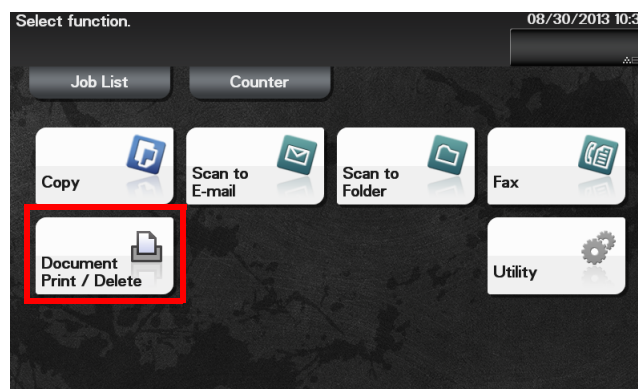 Select function.
08/30/2013 10:3
Job List
Counter
Copy
Scan to
E-mail
Scan to
Folder
Fax
Document
Print / Delete
Utility